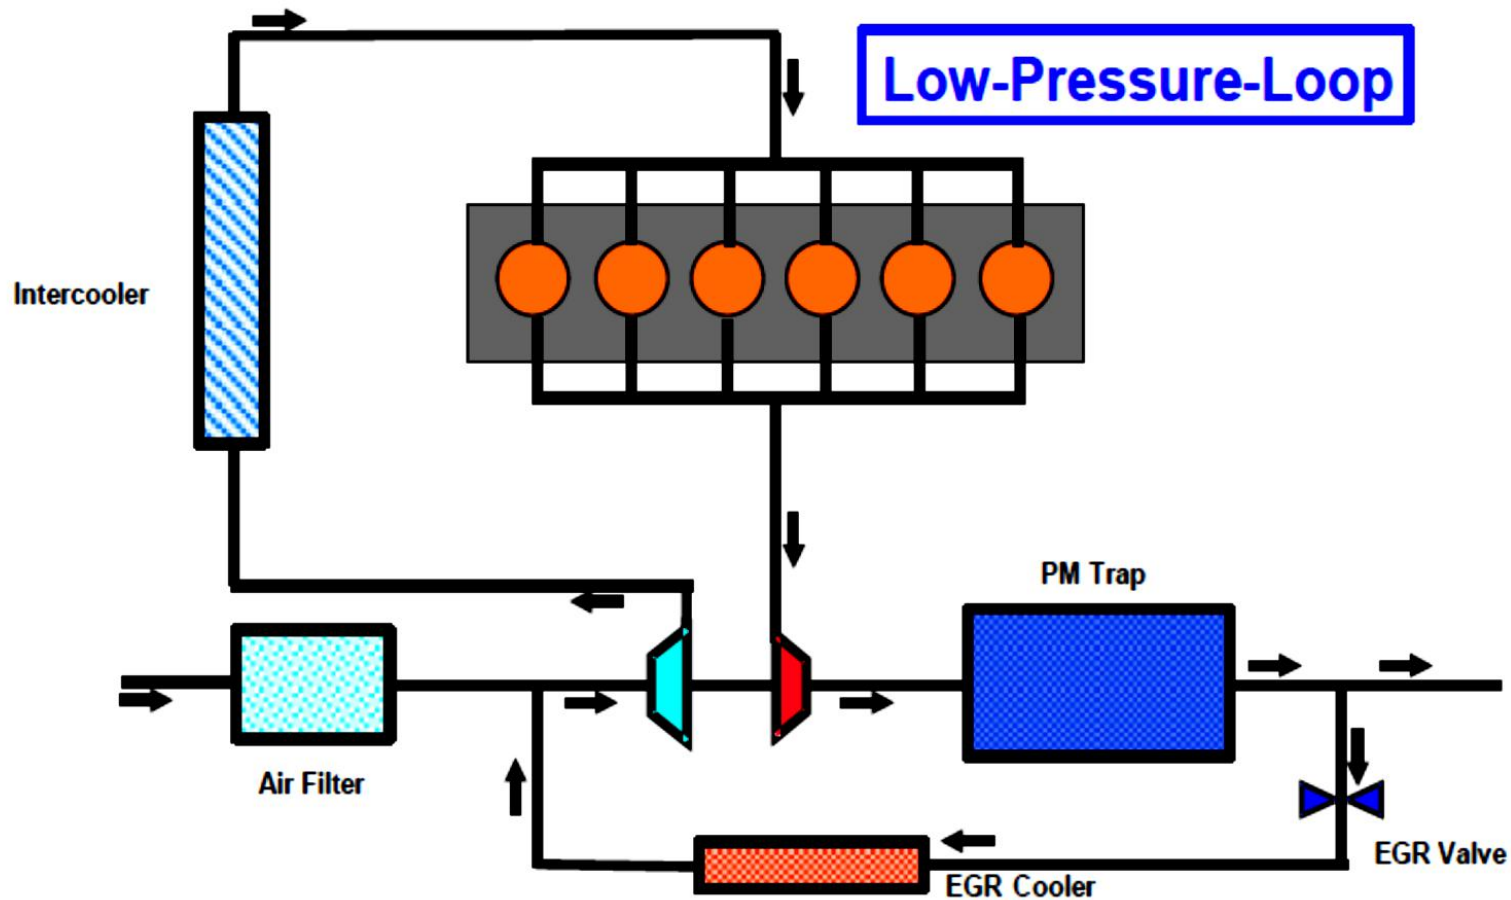 Low-Pressure-Loop
Intercooler
PM Trap
Air Filter
EGR Valve
EGR Cooler